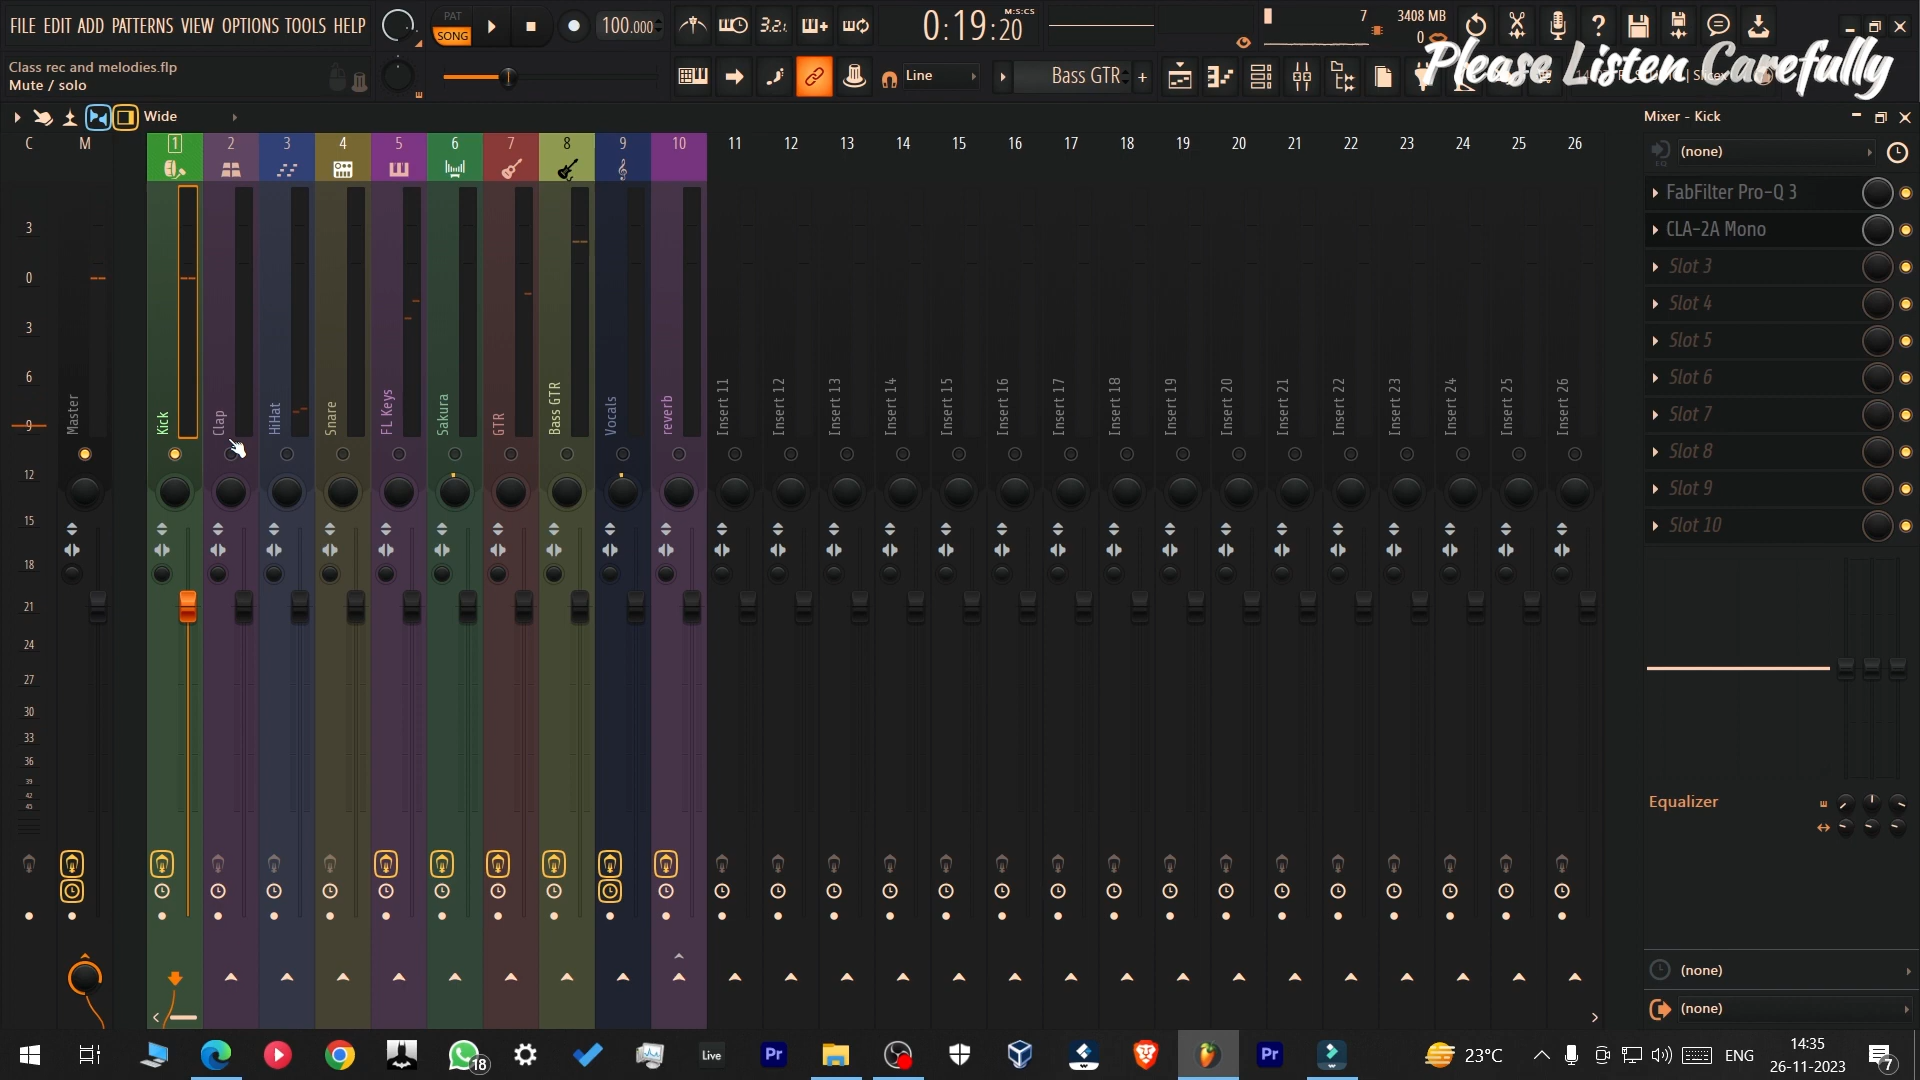 FILE EDIT ADD PATTERNS VIEW OPTIONS TOOLS HELP
PAT
SONG
100.000
3.2.
0:19:20
M:S:CS
7
3408 MB
0
Please Listen Carefully
Class rec and melodies.flp
Mute / solo
Line
Bass GTR
Wide
Mixer - Kick
C
M
1 2 3 4 5 6 7 8 9 10 11 12 13 14 15 16 17 18 19 20 21 22 23 24 25 26
(none)
FabFilter Pro-Q 3
CLA-2A Mono
Slot 3
Slot 4
Slot 5
Slot 6
Slot 7
Slot 8
Slot 9
Slot 10
3
0
3
6
9
12
15
18
21
24
27
30
33
36
39
42
45
Master
Kick
Clap
HiHat
Snare
FL Keys
Sakura
GTR
Bass GTR
Vocals
reverb
Insert 11
Insert 12
Insert 13
Insert 14
Insert 15
Insert 16
Insert 17
Insert 18
Insert 19
Insert 20
Insert 21
Insert 22
Insert 23
Insert 24
Insert 25
Insert 26
Equalizer
(none)
(none)
18
Live
Pr
Pr
23°C
ENG
14:35
26-11-2023
7